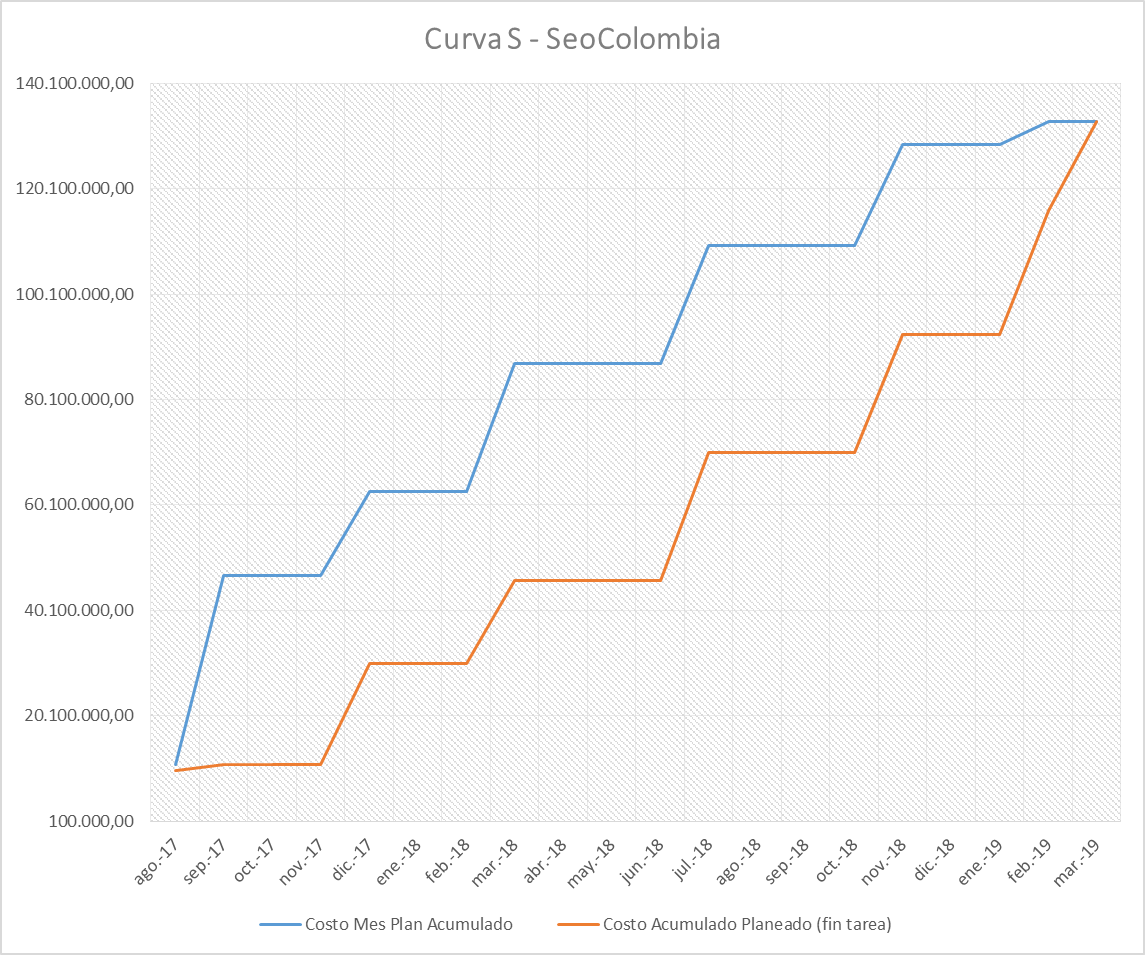 Curva S - SeoColombia
140.100.000,00
120.100.000,00
100.100.000,00
80.100.000,00
60.100.000,00
40.100.000,00
20.100.000,00
100.000,00
ago.-17
sep.-17
oct.-17
nov.-17
dic.-17
ene.-18
feb.-18
mar.-18
abr.-18
may.-18
jun.-18
jul.-18
ago.-18
sep.-18
oct.-18
nov.-18
dic.-18
ene.-19
feb.-19
mar.-19
Costo Mes Plan Acumulado
Costo Acumulado Planeado (fin tarea)